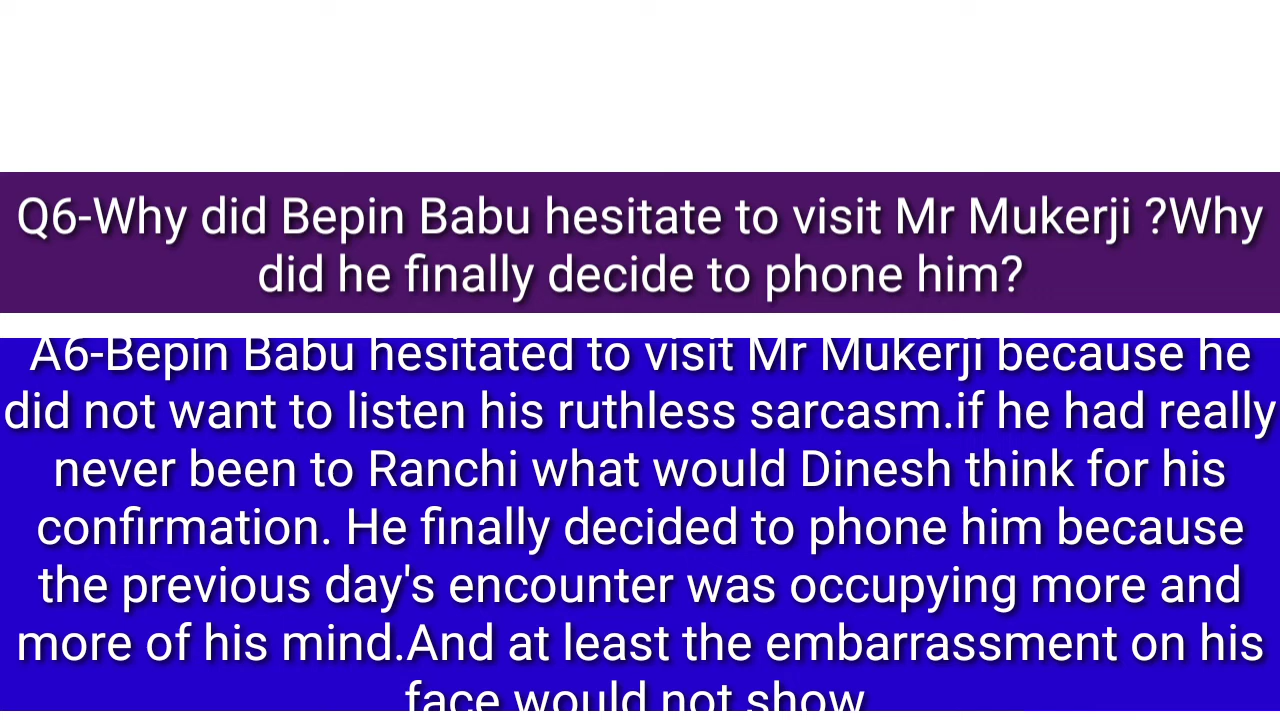 Q6-Why did Bepin Babu hesitate to visit Mr Mukerji ?Why
did he finally decide to phone him?
A6-Bepin Babu hesitated to visit Mr Mukerji because he
did not want to listen his ruthless sarcasm.if he had really
never been to Ranchi what would Dinesh think for his
confirmation. He finally decided to phone him because
the previous day's encounter was occupying more and
more of his mind.And at least the embarrassment on his
face would not show